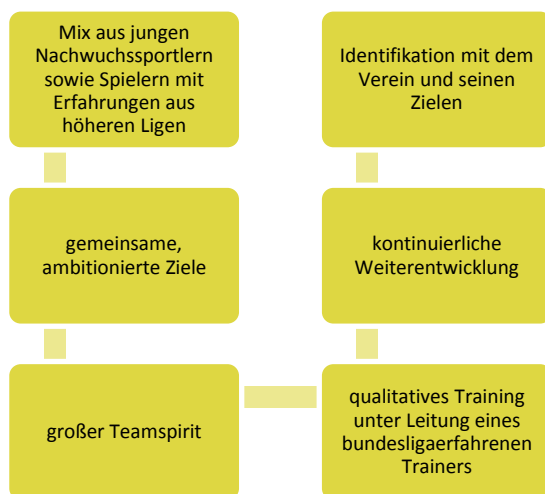 Mix aus jungen
Nachwuchssportlern
sowie Spielern mit
Erfahrungen aus
höheren Ligen
gemeinsame,
ambitionierte Ziele
großer Teamspirit
qualitatives Training
unter Leitung eines
bundesligaerfahrenen
Trainers
kontinuierliche
Weiterentwicklung
Identifikation mit dem
Verein und seinen
Zielen